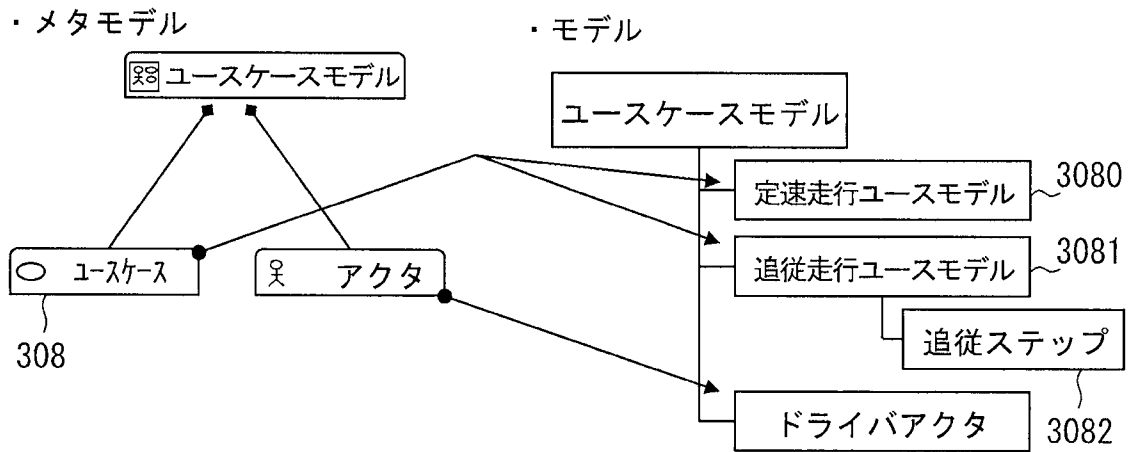 ・メタモデル
・モデル
ユースケースモデル
ユースケースモデル
定速走行ユースモデル
3080
追従走行ユースモデル
3081
ユースケース
アクタ
308
追従ステップ
3082
ドライバアクタ